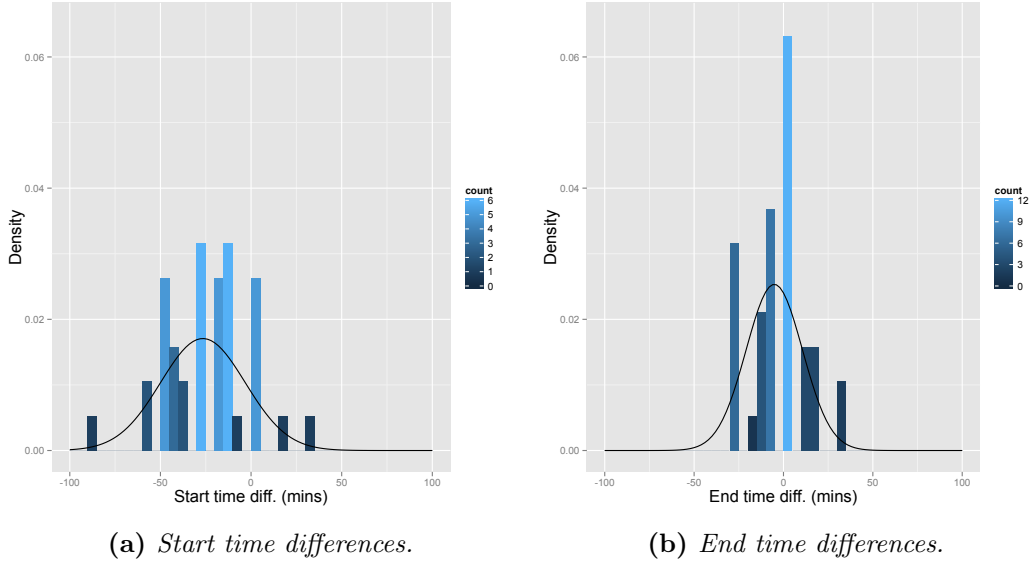 0.06
0.04
0.02
0.00
Density
-100 -50 0 50 100
Start time diff. (mins)
count
6
5
4
3
2
1
0
(a) Start time differences.
0.06
0.04
0.02
0.00
Density
-100 -50 0 50 100
End time diff. (mins)
count
12
9
6
3
0
(b) End time differences.